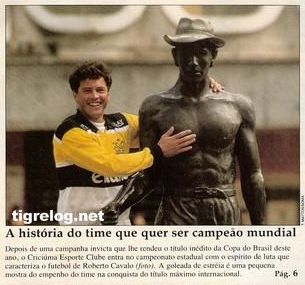 tigrelog.net
A história do time que quer ser campeão mundial
Depois de uma campanha invicta que lhe rendeu o título inédito da Copa do Brasil deste
ano, o Criciúma Esporte Clube entra no campeonato estadual com o espírito de luta que
caracteriza o futebol de Roberto Cavalo (foto). A goleada de estréia é uma pequena
mostra do empenho do time na conquista do título máximo internacional.
Pág. 6